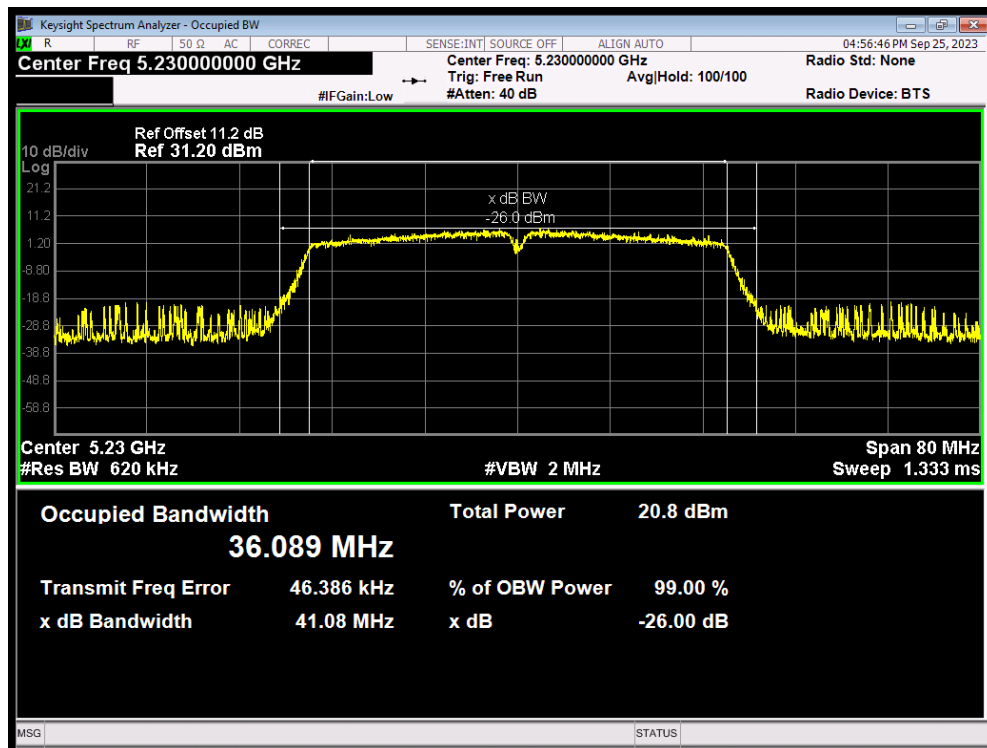 Keysight Spectrum Analyzer - Occupied BW
LXI R RF 50 Ω AC CORREC SENSE:INT SOURCE OFF ALIGN AUTO 04:56:46 PM Sep 25, 2023
Center Freq 5.230000000 GHz Center Freq: 5.230000000 GHz Radio Std: None
Trig: Free Run Avg|Hold: 100/100
#IFGain:Low #Atten: 40 dB Radio Device: BTS
Ref Offset 11.2 dB
10 dB/div Ref 31.20 dBm
Log
21.2
x dB BW
11.2
-26.0 dBm
1.20
-8.80
-18.8
-28.8
-38.8
-48.8
-58.8
Center 5.23 GHz Span 80 MHz
#Res BW 620 kHz #VBW 2 MHz Sweep 1.333 ms
Occupied Bandwidth Total Power 20.8 dBm
36.089 MHz
Transmit Freq Error 46.386 kHz % of OBW Power 99.00 %
x dB Bandwidth 41.08 MHz x dB -26.00 dB
MSG STATUS